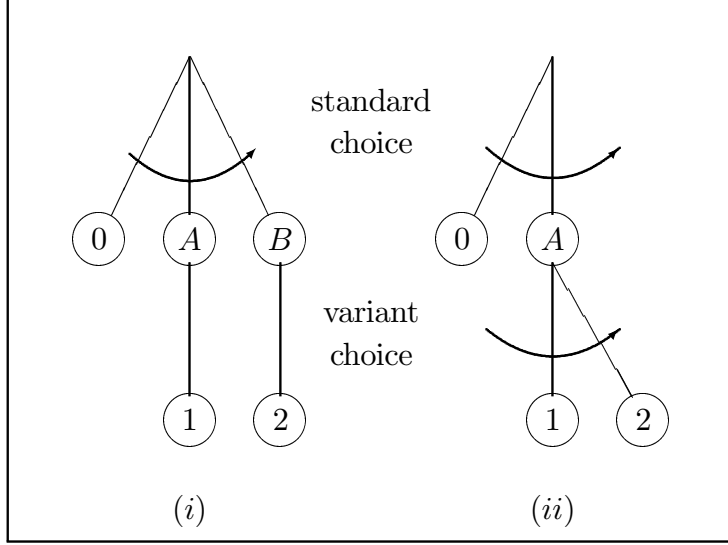 standard
choice
0 A B 0 A
variant
choice
1 2 1 2
(i) (ii)